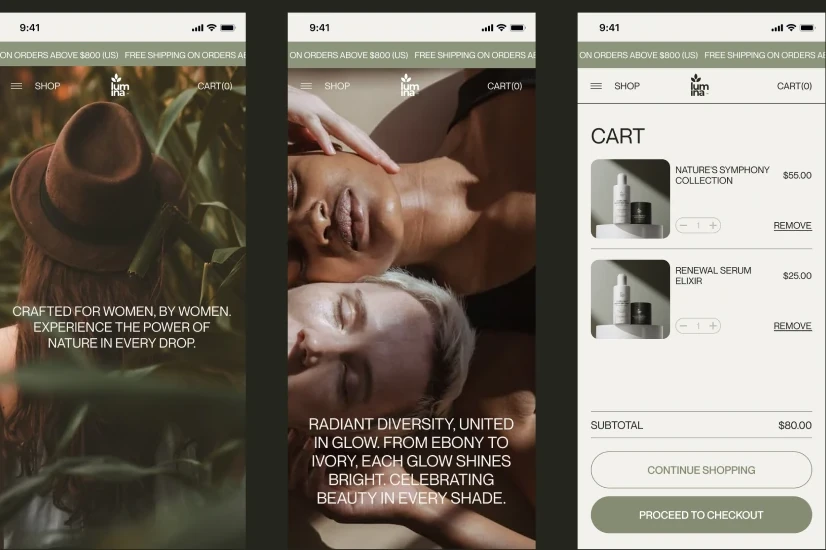 9:41
ON ORDERS ABOVE $800 (US) FREE SHIPPING ON ORDERS AB
SHOP
lum
ina
CART(0)
CRAFTED FOR WOMEN, BY WOMEN.
EXPERIENCE THE POWER OF
NATURE IN EVERY DROP.
9:41
ON ORDERS ABOVE $800 (US) FREE SHIPPING ON ORDERS AB
SHOP
lum
ina
CART(0)
RADIANT DIVERSITY, UNITED
IN GLOW. FROM EBONY TO
IVORY, EACH GLOW SHINES
BRIGHT. CELEBRATING
BEAUTY IN EVERY SHADE.
9:41
ON ORDERS ABOVE $800 (US) FREE SHIPPING ON ORDERS AB
SHOP
lum
ina
CART(0)
CART
NATURE'S SYMPHONY
COLLECTION
$55.00
1
REMOVE
RENEWAL SERUM
ELIXIR
$25.00
1
REMOVE
SUBTOTAL
$80.00
CONTINUE SHOPPING
PROCEED TO CHECKOUT